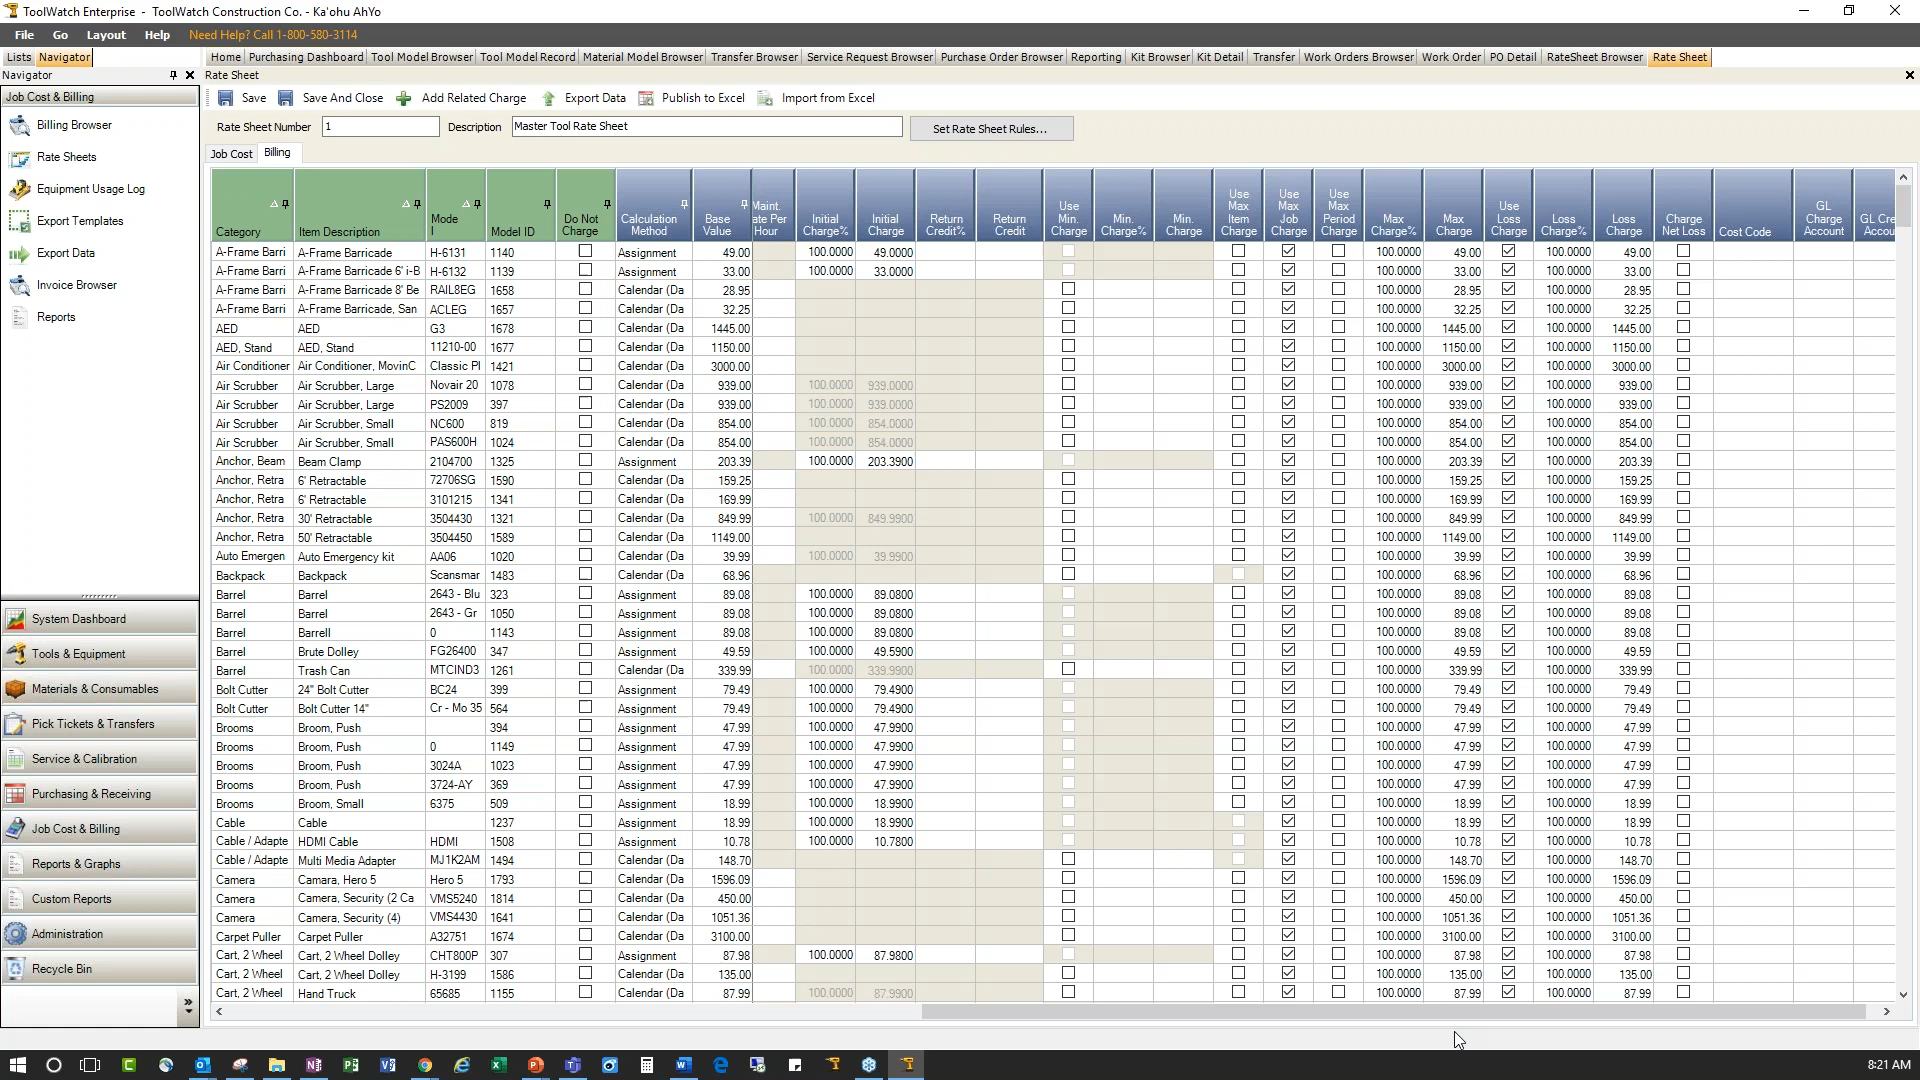 ToolWatch Enterprise - ToolWatch Construction Co. - Ka'ohu AhYo
File Go Layout Help Need Help? Call 1-800-580-3114
Lists Navigator Home Purchasing Dashboard Tool Model Browser Tool Model Record Material Model Browser Transfer Browser Service Request Browser Purchase Order Browser Reporting Kit Browser Kit Detail Transfer Work Orders Browser Work Order PO Detail RateSheet Browser Rate Sheet
Navigator Rate Sheet
Job Cost & Billing
Billing Browser
Rate Sheets
Equipment Usage Log
Export Templates
Export Data
Invoice Browser
Reports
System Dashboard
Tools & Equipment
Materials & Consumables
Pick Tickets & Transfers
Service & Calibration
Purchasing & Receiving
Job Cost & Billing
Reports & Graphs
Custom Reports
Administration
Recycle Bin
Save Save And Close Add Related Charge Export Data Publish to Excel Import from Excel
Rate Sheet Number 1 Description Master Tool Rate Sheet Set Rate Sheet Rules...
Job Cost Billing
Category Item Description Mode l Model ID Do Not Charge Calculation Method Base Value Maint. ate Per Hour Initial Charge% Initial Charge Return Credit% Return Credit Use Min. Charge Min. Charge% Min. Charge Use Max Item Charge Use Max Job Charge Use Max Period Charge Max Charge% Max Charge Use Loss Charge Loss Charge% Loss Charge Charge Net Loss Cost Code GL Charge Account GL Cre Accou
A-Frame Barri A-Frame Barricade H-6131 1140 Assignment 49.00 100.0000 49.0000 100.0000 49.00 100.0000 49.00
A-Frame Barri A-Frame Barricade 6' i-B H-6132 1139 Assignment 33.00 100.0000 33.0000 100.0000 33.00 100.0000 33.00
A-Frame Barri A-Frame Barricade 8' Be RAIL8EG 1658 Calendar (Da 28.95 100.0000 28.95 100.0000 28.95
A-Frame Barri A-Frame Barricade, San ACLEG 1657 Calendar (Da 32.25 100.0000 32.25 100.0000 32.25
AED AED G3 1678 Calendar (Da 1445.00 100.0000 1445.00 100.0000 1445.00
AED, Stand AED, Stand 11210-00 1677 Calendar (Da 1150.00 100.0000 1150.00 100.0000 1150.00
Air Conditioner Air Conditioner, MovinC Classic Pl 1421 Calendar (Da 3000.00 100.0000 3000.00 100.0000 3000.00
Air Scrubber Air Scrubber, Large Novair 20 1078 Calendar (Da 939.00 100.0000 939.0000 100.0000 939.00 100.0000 939.00
Air Scrubber Air Scrubber, Large PS2009 397 Calendar (Da 939.00 100.0000 939.0000 100.0000 939.00 100.0000 939.00
Air Scrubber Air Scrubber, Small NC600 819 Calendar (Da 854.00 100.0000 854.0000 100.0000 854.00 100.0000 854.00
Air Scrubber Air Scrubber, Small PAS600H 1024 Calendar (Da 854.00 100.0000 854.0000 100.0000 854.00 100.0000 854.00
Anchor, Beam Beam Clamp 2104700 1325 Assignment 203.39 100.0000 203.3900 100.0000 203.39 100.0000 203.39
Anchor, Retra 6' Retractable 72706SG 1590 Calendar (Da 159.25 100.0000 159.25 100.0000 159.25
Anchor, Retra 6' Retractable 3101215 1341 Calendar (Da 169.99 100.0000 169.99 100.0000 169.99
Anchor, Retra 30' Retractable 3504430 1321 Calendar (Da 849.99 100.0000 849.9900 100.0000 849.99 100.0000 849.99
Anchor, Retra 50' Retractable 3504450 1589 Calendar (Da 1149.00 100.0000 1149.00 100.0000 1149.00
Auto Emergen Auto Emergency kit AA06 1020 Calendar (Da 39.99 100.0000 39.9900 100.0000 39.99 100.0000 39.99
Backpack Backpack Scansmar 1483 Calendar (Da 68.96 100.0000 68.96 100.0000 68.96
Barrel Barrel 2643 - Blu 323 Assignment 89.08 100.0000 89.0800 100.0000 89.08 100.0000 89.08
Barrel Barrel 2643 - Gr 1050 Assignment 89.08 100.0000 89.0800 100.0000 89.08 100.0000 89.08
Barrel Barrell 0 1143 Assignment 89.08 100.0000 89.0800 100.0000 89.08 100.0000 89.08
Barrel Brute Dolley FG26400 347 Assignment 49.59 100.0000 49.5900 100.0000 49.59 100.0000 49.59
Barrel Trash Can MTCIND3 1261 Calendar (Da 339.99 100.0000 339.9900 100.0000 339.99 100.0000 339.99
Bolt Cutter 24" Bolt Cutter BC24 399 Assignment 79.49 100.0000 79.4900 100.0000 79.49 100.0000 79.49
Bolt Cutter Bolt Cutter 14" Cr - Mo 35 564 Assignment 79.49 100.0000 79.4900 100.0000 79.49 100.0000 79.49
Brooms Broom, Push 394 Assignment 47.99 100.0000 47.9900 100.0000 47.99 100.0000 47.99
Brooms Broom, Push 0 1149 Assignment 47.99 100.0000 47.9900 100.0000 47.99 100.0000 47.99
Brooms Broom, Push 3024A 1023 Assignment 47.99 100.0000 47.9900 100.0000 47.99 100.0000 47.99
Brooms Broom, Push 3724-AY 369 Assignment 47.99 100.0000 47.9900 100.0000 47.99 100.0000 47.99
Brooms Broom, Small 6375 509 Assignment 18.99 100.0000 18.9900 100.0000 18.99 100.0000 18.99
Cable Cable 1237 Assignment 18.99 100.0000 18.9900 100.0000 18.99 100.0000 18.99
Cable / Adapte HDMI Cable HDMI 1508 Assignment 10.78 100.0000 10.7800 100.0000 10.78 100.0000 10.78
Cable / Adapte Multi Media Adapter MJ1K2AM 1494 Calendar (Da 148.70 100.0000 148.70 100.0000 148.70
Camera Camara, Hero 5 Hero 5 1793 Calendar (Da 1596.09 100.0000 1596.09 100.0000 1596.09
Camera Camera, Security (2 Ca VMS5240 1814 Calendar (Da 450.00 100.0000 450.00 100.0000 450.00
Camera Camera, Security (4) VMS4430 1641 Calendar (Da 1051.36 100.0000 1051.36 100.0000 1051.36
Carpet Puller Carpet Puller A32751 1674 Calendar (Da 3100.00 100.0000 3100.00 100.0000 3100.00
Cart, 2 Wheel Cart, 2 Wheel Dolley CHT800P 307 Assignment 87.98 100.0000 87.9800 100.0000 87.98 100.0000 87.98
Cart, 2 Wheel Cart, 2 Wheel Dolley H-3199 1586 Calendar (Da 135.00 100.0000 135.00 100.0000 135.00
Cart, 2 Wheel Hand Truck 65685 1155 Calendar (Da 87.99 100.0000 87.9900 100.0000 87.99 100.0000 87.99
8:21 AM